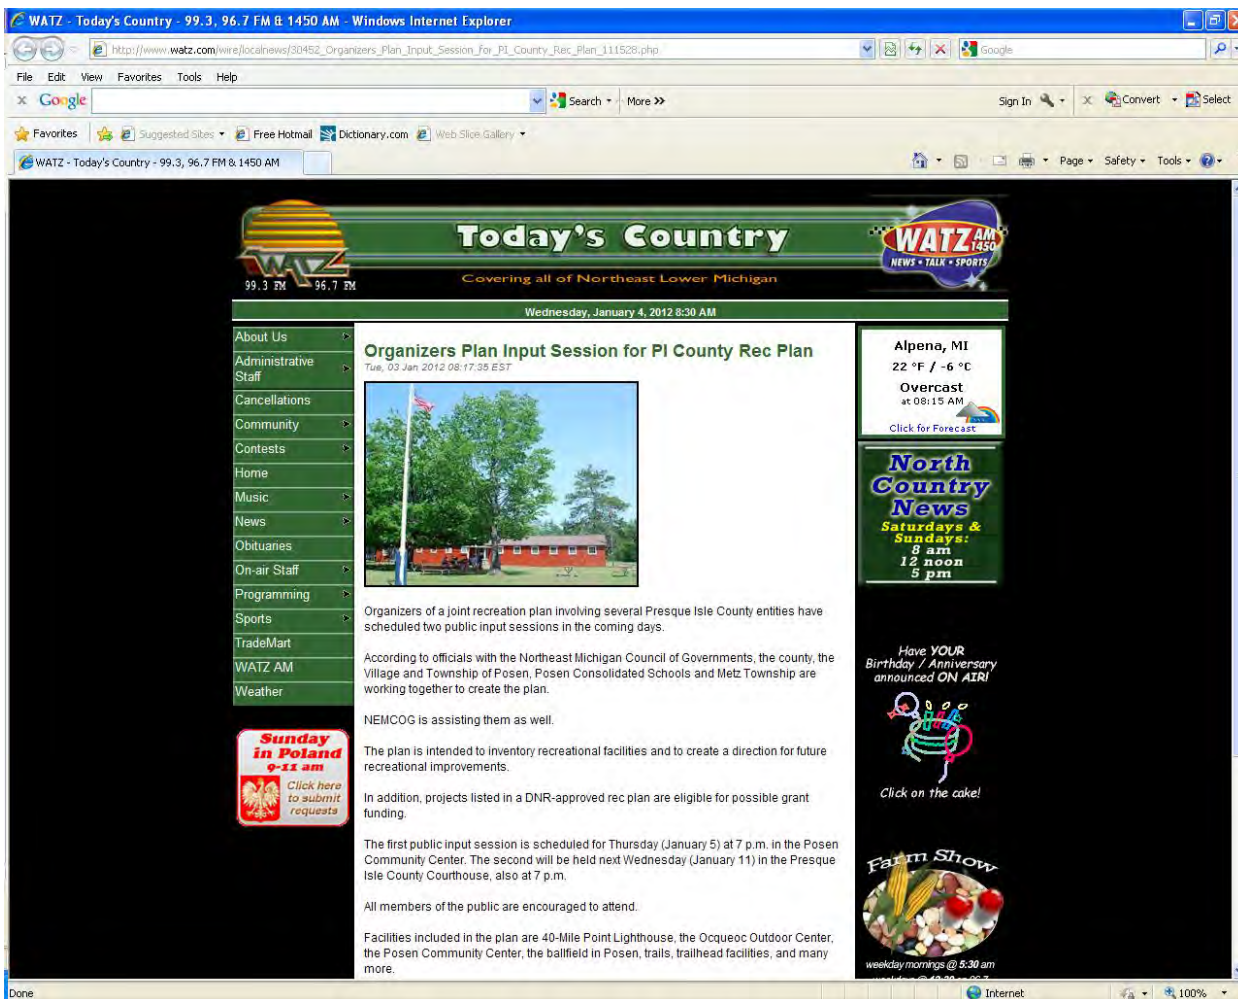 WATZ - Today's Country - 99.3, 96.7 FM & 1450 AM - Windows Internet Explorer
http://www.watz.com/wire/localnews/30452_Organizers_Plan_Input_Session_for_PI_County_Rec_Plan_111528.php
Google
File Edit View Favorites Tools Help
x Google Search More >> Sign In x Convert Select
Favorites Suggested Sites Free Hotmail Dictionary.com Web Slice Gallery
WATZ - Today's Country - 99.3, 96.7 FM & 1450 AM Page Safety Tools
WATZ
99.3 FM 96.7 FM
Today's Country
Covering all of Northeast Lower Michigan
WATZ AM 1450
NEWS • TALK • SPORTS
Wednesday, January 4, 2012 8:30 AM
About Us
Administrative
Staff
Cancellations
Community
Contests
Home
Music
News
Obituaries
On-air Staff
Programming
Sports
TradeMart
WATZ AM
Weather
Sunday
in Poland
9-11 am
Click here
to submit
requests
Organizers Plan Input Session for PI County Rec Plan
Tue, 03 Jan 2012 08:17:35 EST
Organizers of a joint recreation plan involving several Presque Isle County entities have
scheduled two public input sessions in the coming days.
According to officials with the Northeast Michigan Council of Governments, the county, the
Village and Township of Posen, Posen Consolidated Schools and Metz Township are
working together to create the plan.
NEMCOG is assisting them as well.
The plan is intended to inventory recreational facilities and to create a direction for future
recreational improvements.
In addition, projects listed in a DNR-approved rec plan are eligible for possible grant
funding.
The first public input session is scheduled for Thursday (January 5) at 7 p.m. in the Posen
Community Center. The second will be held next Wednesday (January 11) in the Presque
Isle County Courthouse, also at 7 p.m.
All members of the public are encouraged to attend.
Facilities included in the plan are 40-Mile Point Lighthouse, the Ocqueoc Outdoor Center,
the Posen Community Center, the ballfield in Posen, trails, trailhead facilities, and many
more.
Alpena, MI
22 °F / -6 °C
Overcast
at 08:15 AM
Click for Forecast
North
Country
News
Saturdays &
Sundays:
8 am
12 noon
5 pm
Have YOUR
Birthday / Anniversary
announced ON AIR!
Click on the cake!
Farm Show
weekday mornings @ 5:30 am
Done Internet 100%